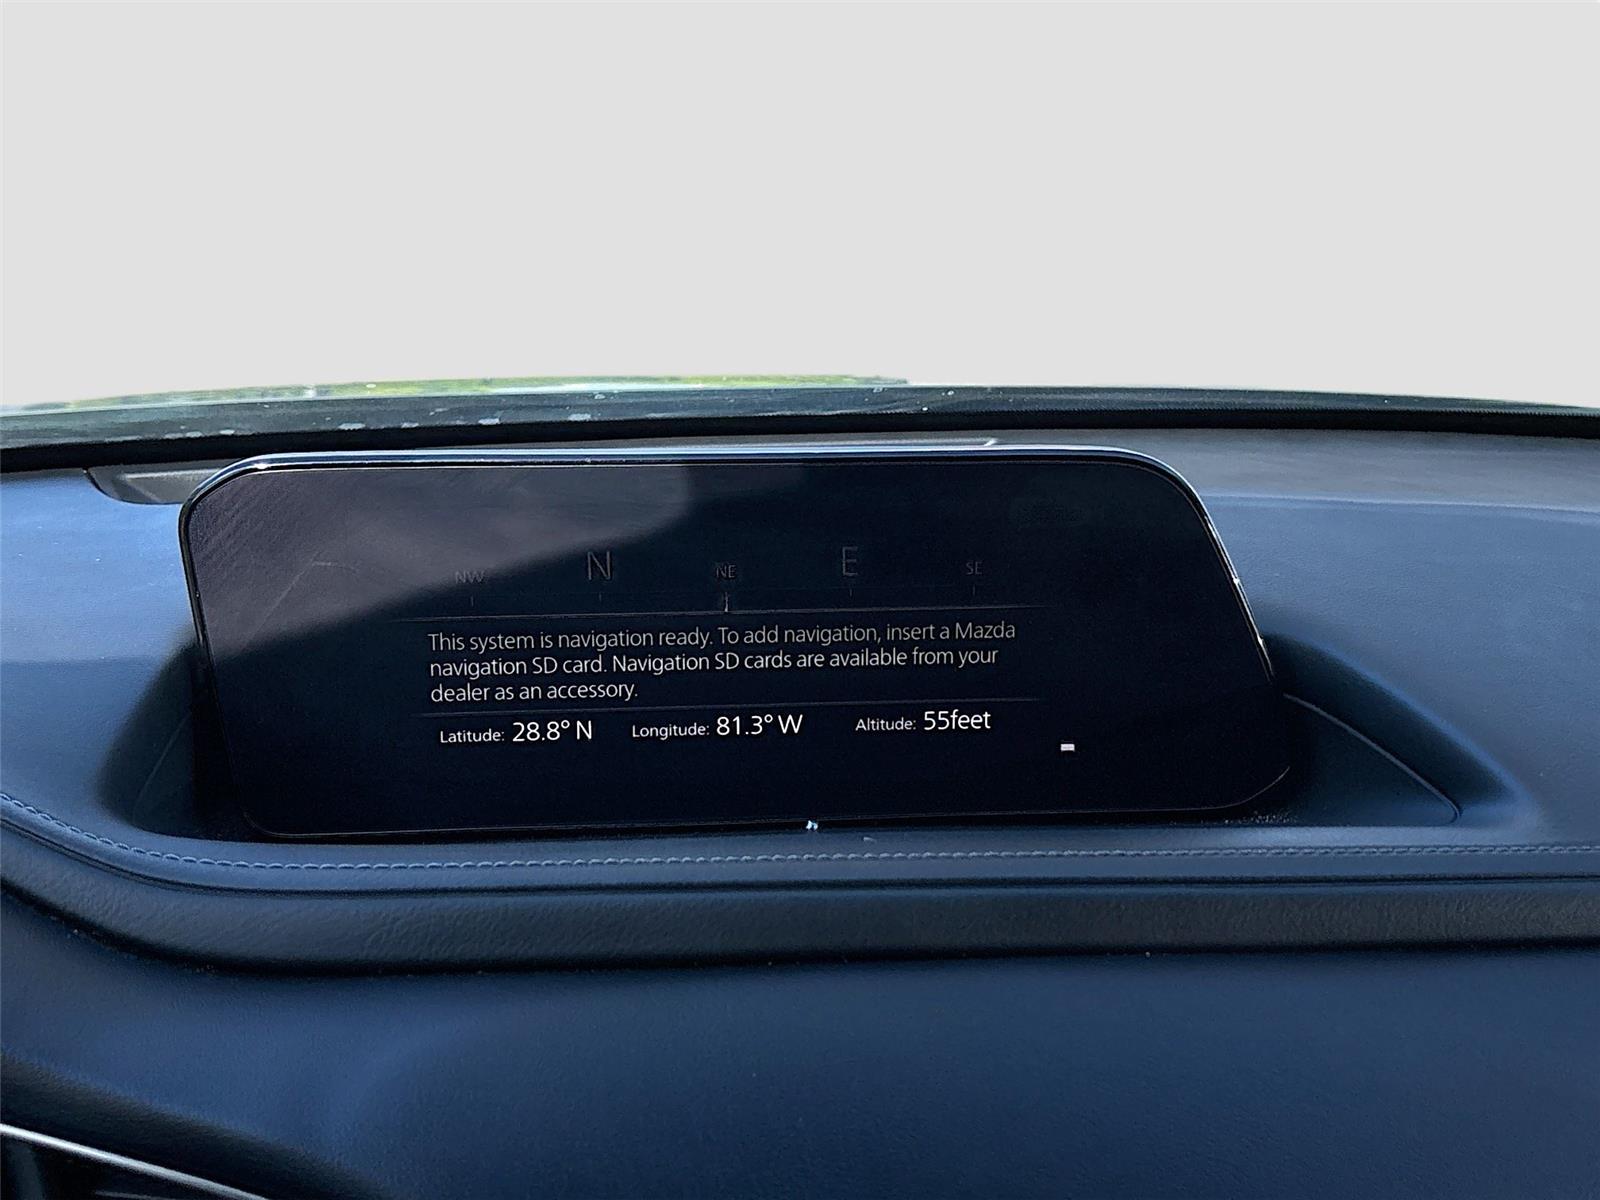 NW N NE E SE
This system is navigation ready. To add navigation, insert a Mazda
navigation SD card. Navigation SD cards are available from your
dealer as an accessory.
Latitude: 28.8° N Longitude: 81.3° W Altitude: 55feet